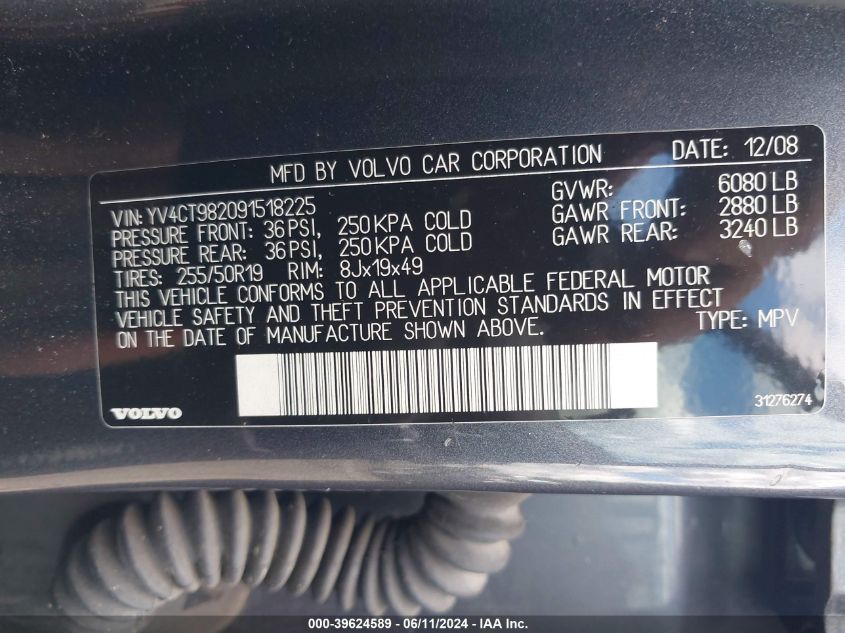 MFD BY VOLVO CAR CORPORATION DATE: 12/08
VIN: YV4CT982091518225 GVWR: 6080 LB
PRESSURE FRONT: 36 PSI, 250 KPA COLD GAWR FRONT: 2880 LB
PRESSURE REAR: 36 PSI, 250 KPA COLD GAWR REAR: 3240 LB
TIRES: 255/50R19 RIM: 8Jx19x49
THIS VEHICLE CONFORMS TO ALL APPLICABLE FEDERAL MOTOR
VEHICLE SAFETY AND THEFT PREVENTION STANDARDS IN EFFECT
ON THE DATE OF MANUFACTURE SHOWN ABOVE. TYPE: MPV
VOLVO 31276274
000-39624589 - 06/11/2024 - IAA Inc.